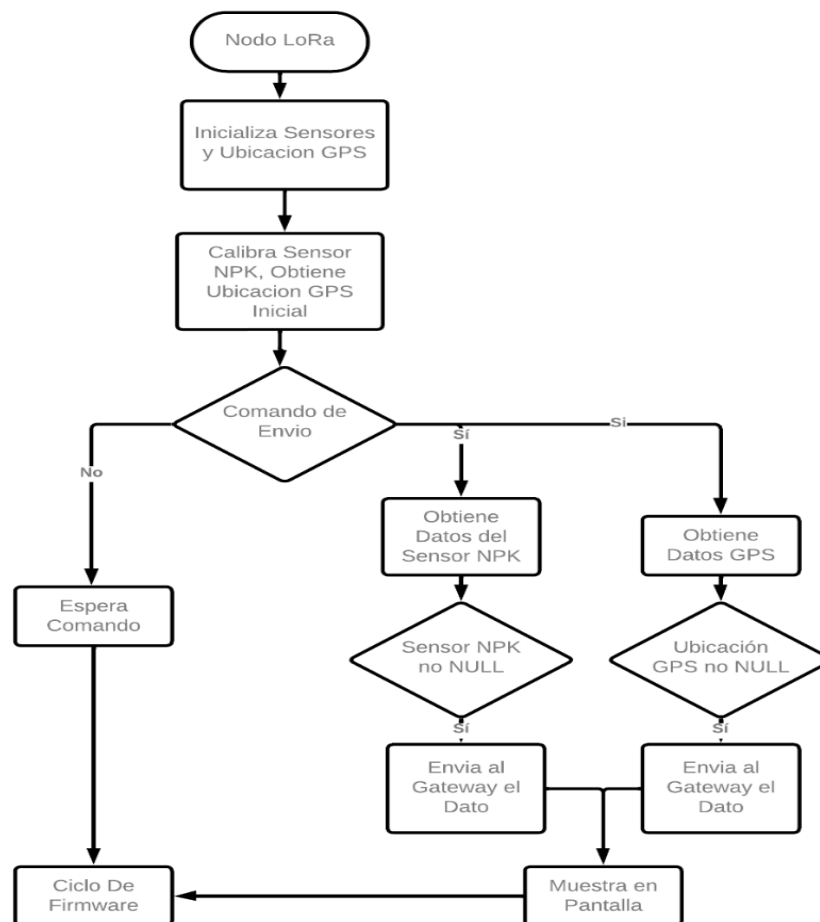 Nodo LoRa
Inicializa Sensores
y Ubicacion GPS
Calibra Sensor
NPK, Obtiene
Ubicacion GPS
Inicial
Comando de
Envio
No
Sí
Si
Obtiene
Datos del
Sensor NPK
Obtiene
Datos GPS
Espera
Comando
Sensor NPK
no NULL
Ubicación
GPS no NULL
Sí
Sí
Envia al
Gateway el
Dato
Envia al
Gateway el
Dato
Ciclo De
Firmware
Muestra en
Pantalla